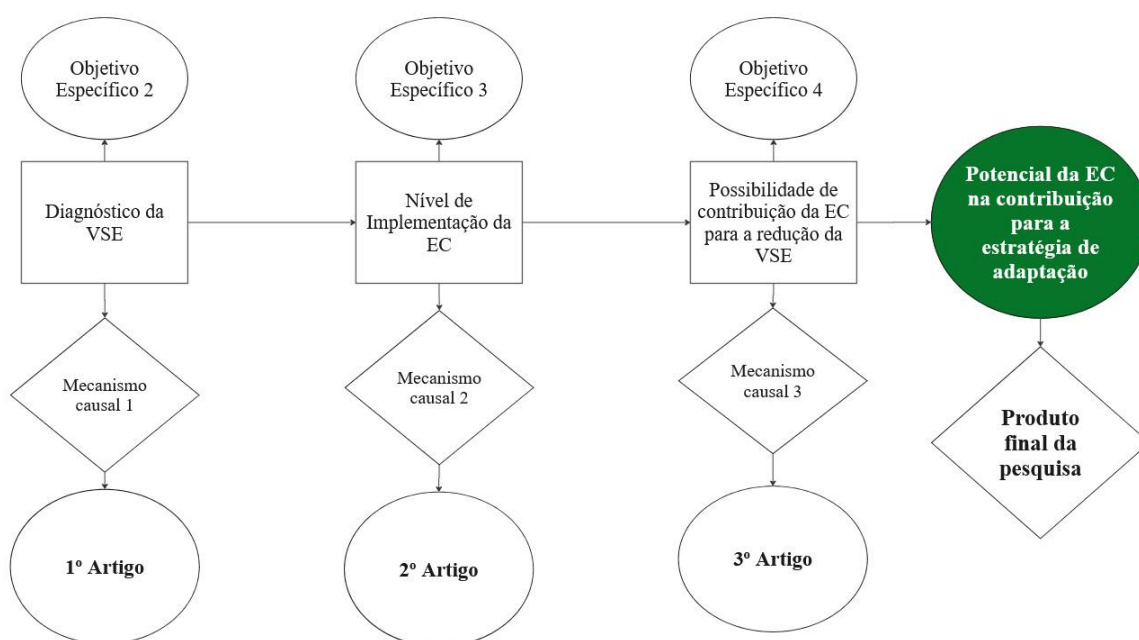 Objetivo
Específico 2
Objetivo
Específico 3
Objetivo
Específico 4
Diagnóstico da
VSE
Nível de
Implementação da
EC
Possibilidade de
contribuição da EC
para a redução da
VSE
Potencial da EC
na contribuição
para a
estratégia de
adaptação
Mecanismo
causal 1
Mecanismo
causal 2
Mecanismo
causal 3
Produto
final da
pesquisa
1º Artigo
2º Artigo
3º Artigo